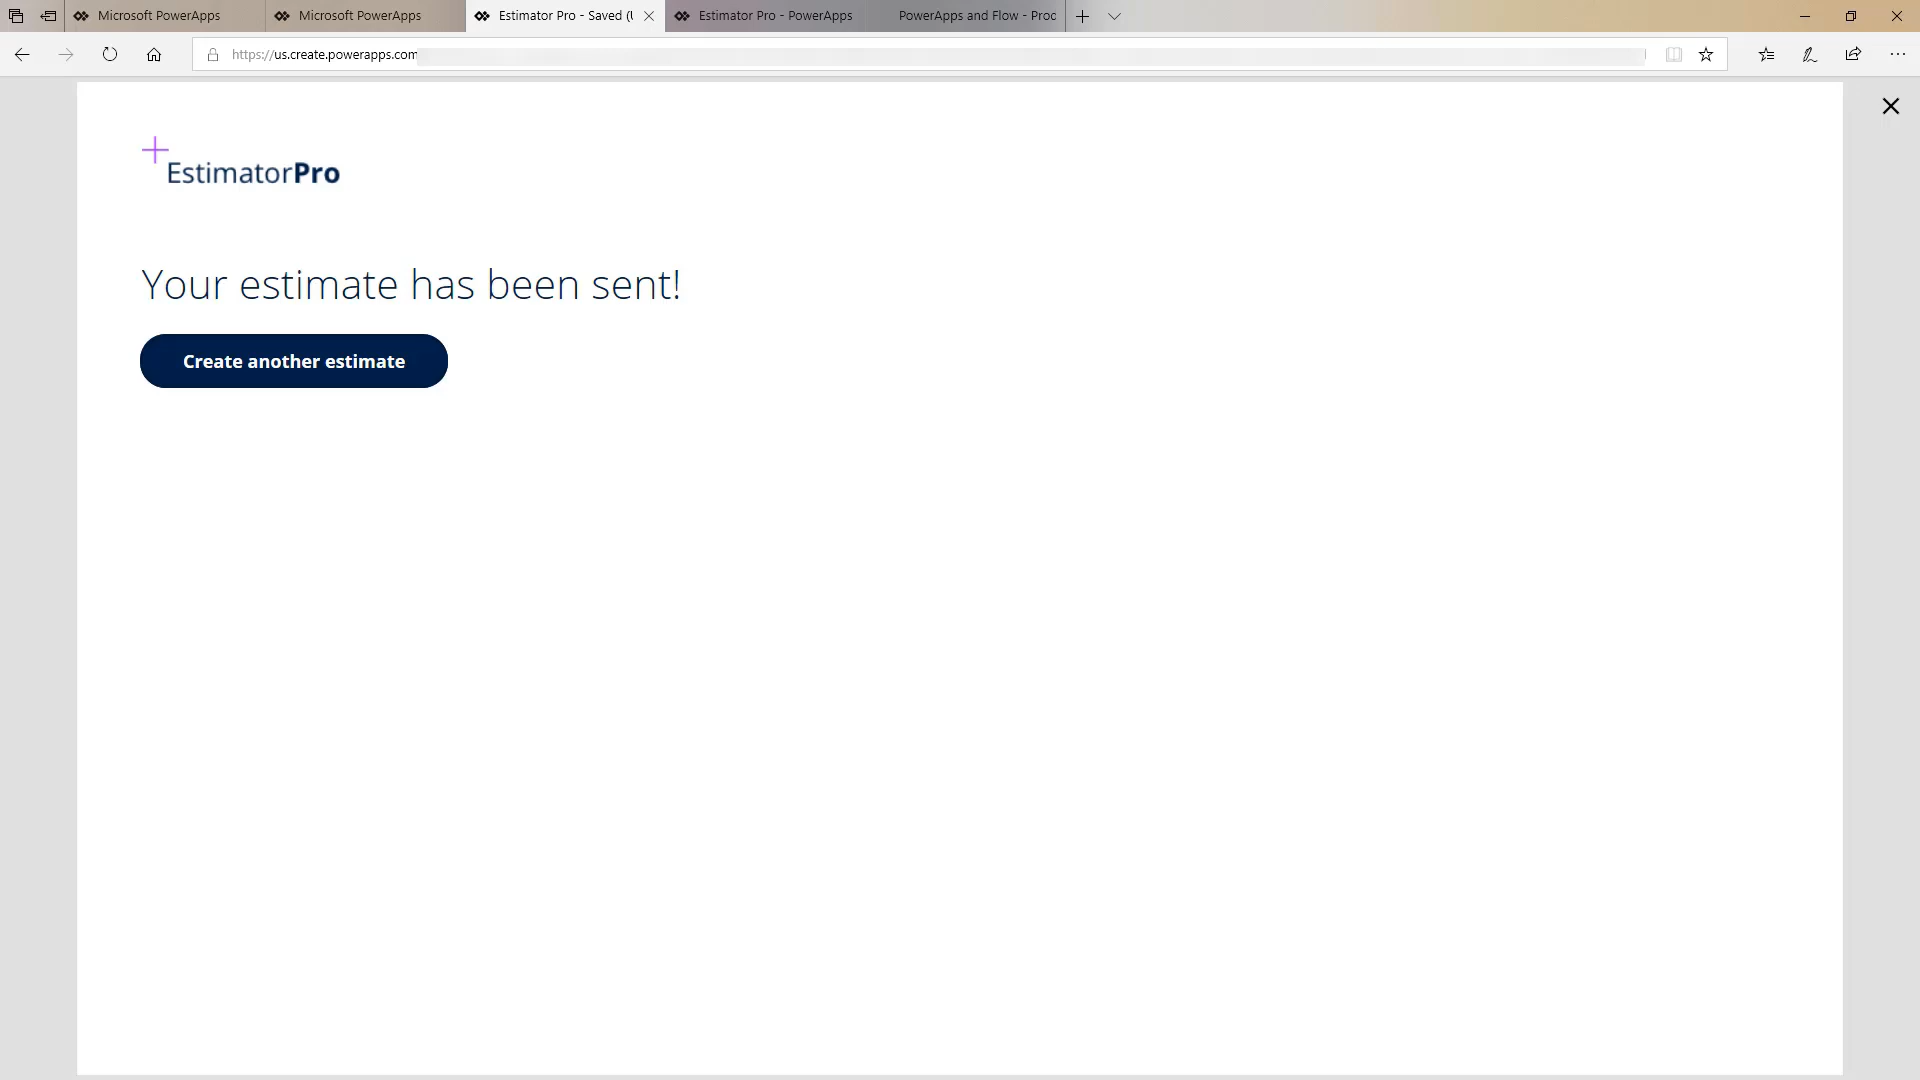 Microsoft PowerApps
Microsoft PowerApps
Estimator Pro - Saved (
Estimator Pro - PowerApps
PowerApps and Flow - Proc
https://us.create.powerapps.com
EstimatorPro
Your estimate has been sent!
Create another estimate